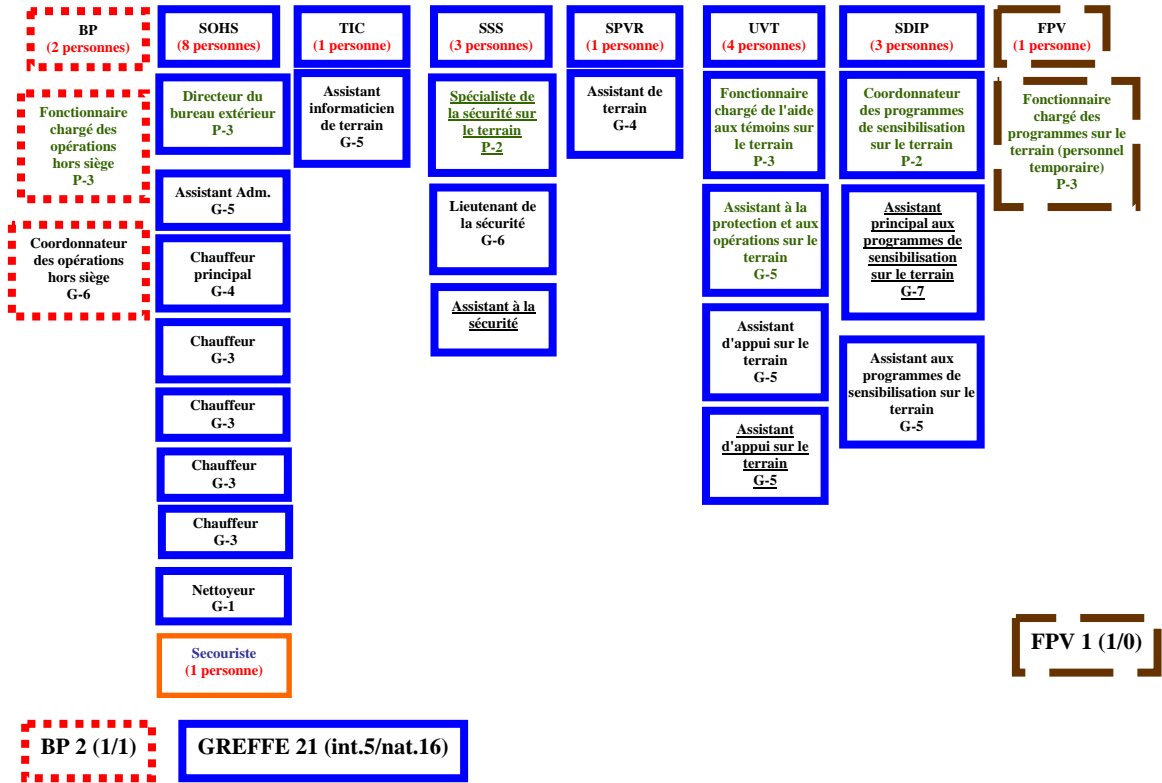 BP
(2 personnes)
Fonctionnaire
chargé des
opérations
hors siège
P-3
Coordonnateur
des opérations
hors siège
G-6
SOHS
(8 personnes)
Directeur du
bureau extérieur
P-3
Assistant Adm.
G-5
Chauffeur
principal
G-4
Chauffeur
G-3
Chauffeur
G-3
Chauffeur
G-3
Chauffeur
G-3
Nettoyeur
G-1
Secouriste
(1 personne)
TIC
(1 personne)
Assistant
informaticien
de terrain
G-5
SSS
(3 personnes)
Spécialiste de
la sécurité sur
le terrain
P-2
Lieutenant de
la sécurité
G-6
Assistant à la
sécurité
SPVR
(1 personne)
Assistant de
terrain
G-4
UVT
(4 personnes)
Fonctionnaire
chargé de l'aide
aux témoins sur
le terrain
P-3
Assistant à la
protection et aux
opérations sur le
terrain
G-5
Assistant
d'appui sur le
terrain
G-5
Assistant
d'appui sur le
terrain
G-5
SDIP
(3 personnes)
Coordonateur
des programmes
de sensibilisation
sur le terrain
P-2
Assistant
principal aux
programmes de
sensibilisation
sur le terrain
G-7
Assistant aux
programmes de
sensibilisation sur le
terrain
G-5
FPV
(1 personne)
Fonctionnaire
chargé des
programmes sur le
terrain (personnel
temporaire)
P-3
FPV 1 (1/0)
BP 2 (1/1)
GREFFE 21 (int.5/nat.16)